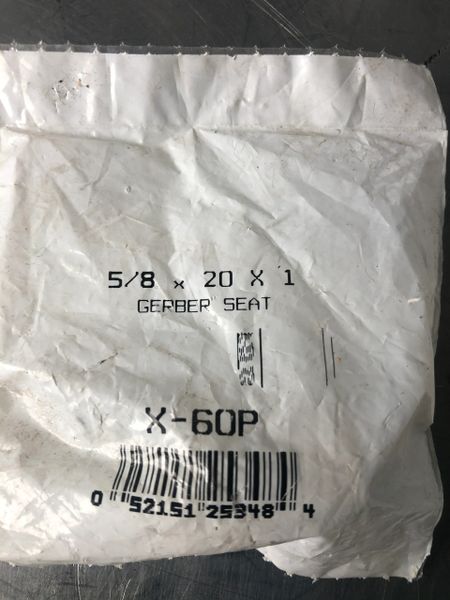 5/8 x 20 X 1
GERBER SEAT
X-60P
0 52151 25348 4